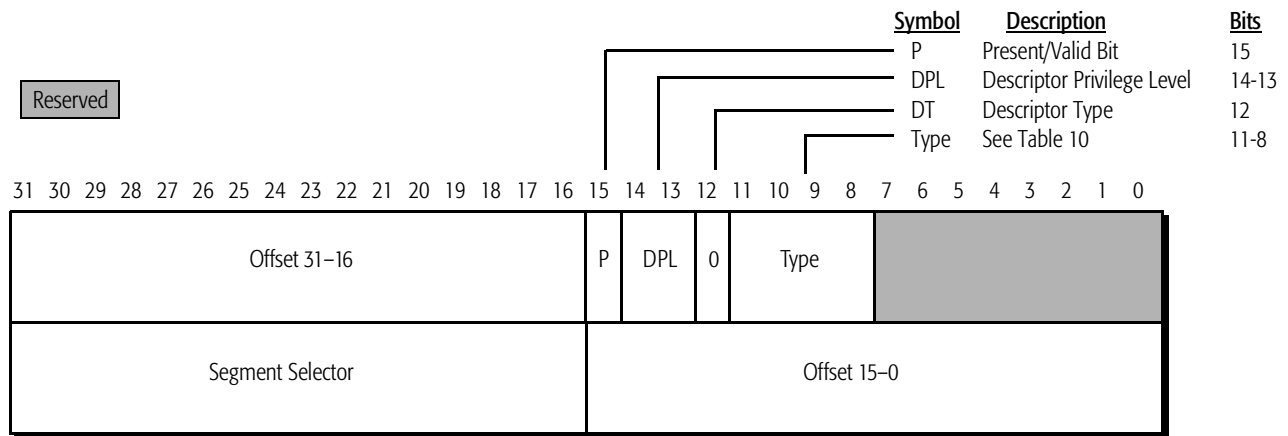 Symbol Description Bits
P Present/Valid Bit 15
DPL Descriptor Privilege Level 14-13
DT Descriptor Type 12
Type See Table 10 11-8
Reserved
31 30 29 28 27 26 25 24 23 22 21 20 19 18 17 16 15 14 13 12 11 10 9 8 7 6 5 4 3 2 1 0
Offset 31–16 P DPL 0 Type
Segment Selector Offset 15–0